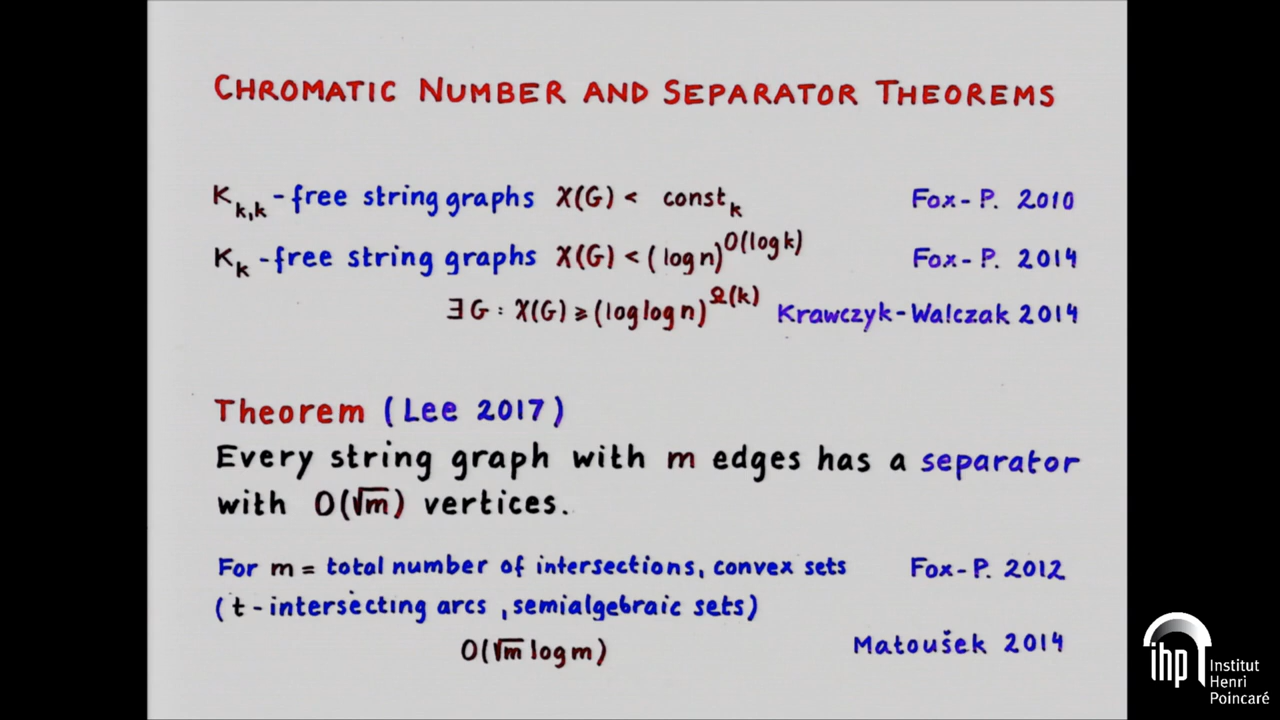 CHROMATIC NUMBER AND SEPARATOR THEOREMS
K_{k,k}-free string graphs χ(G) < const_k Fox-P. 2010
K_k-free string graphs χ(G) < (log n)^{O(log k)} Fox-P. 2014
∃G: χ(G) ≥ (loglog n)^{Ω(k)} Krawczyk-Walczak 2014
Theorem (Lee 2017)
Every string graph with m edges has a separator
with O(√m) vertices.
For m = total number of intersections, convex sets Fox-P. 2012
(t-intersecting arcs, semialgebraic sets)
O(√m log m) Matoušek 2014
ihp Institut
Henri
Poincaré